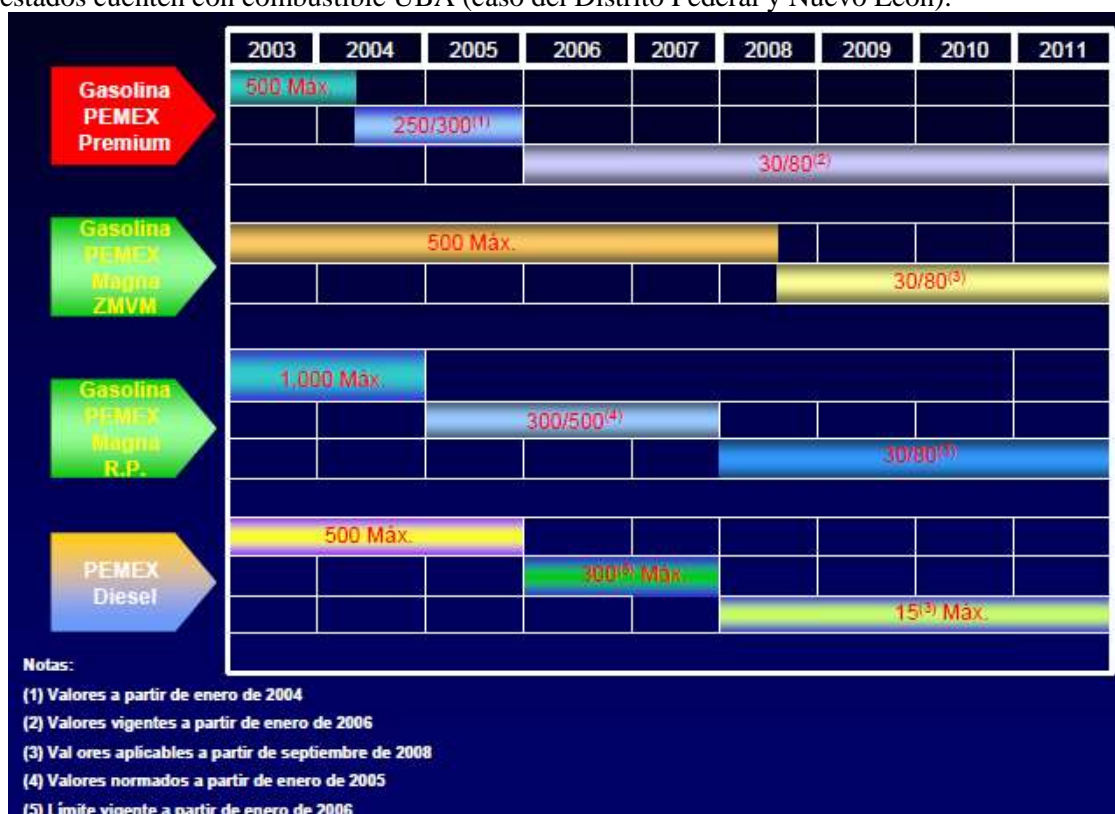 estados cuenten con combustible UBA (caso del Distrito Federal y Nuevo León).
2003 2004 2005 2006 2007 2008 2009 2010 2011
Gasolina
PEMEX
Premium
500 Máx.
250/300(1)
30/80(2)
Gasolina
PEMEX
Magna
ZMVM
500 Máx.
30/80(3)
Gasolina
PEMEX
Magna
R.P.
1,000 Máx.
300/500(4)
30/80(3)
PEMEX
Diesel
500 Máx.
300(5) Máx.
15(3) Máx.
Notas:
(1) Valores a partir de enero de 2004
(2) Valores vigentes a partir de enero de 2006
(3) Val ores aplicables a partir de septiembre de 2008
(4) Valores normados a partir de enero de 2005
(5) Límite vigente a partir de enero de 2006